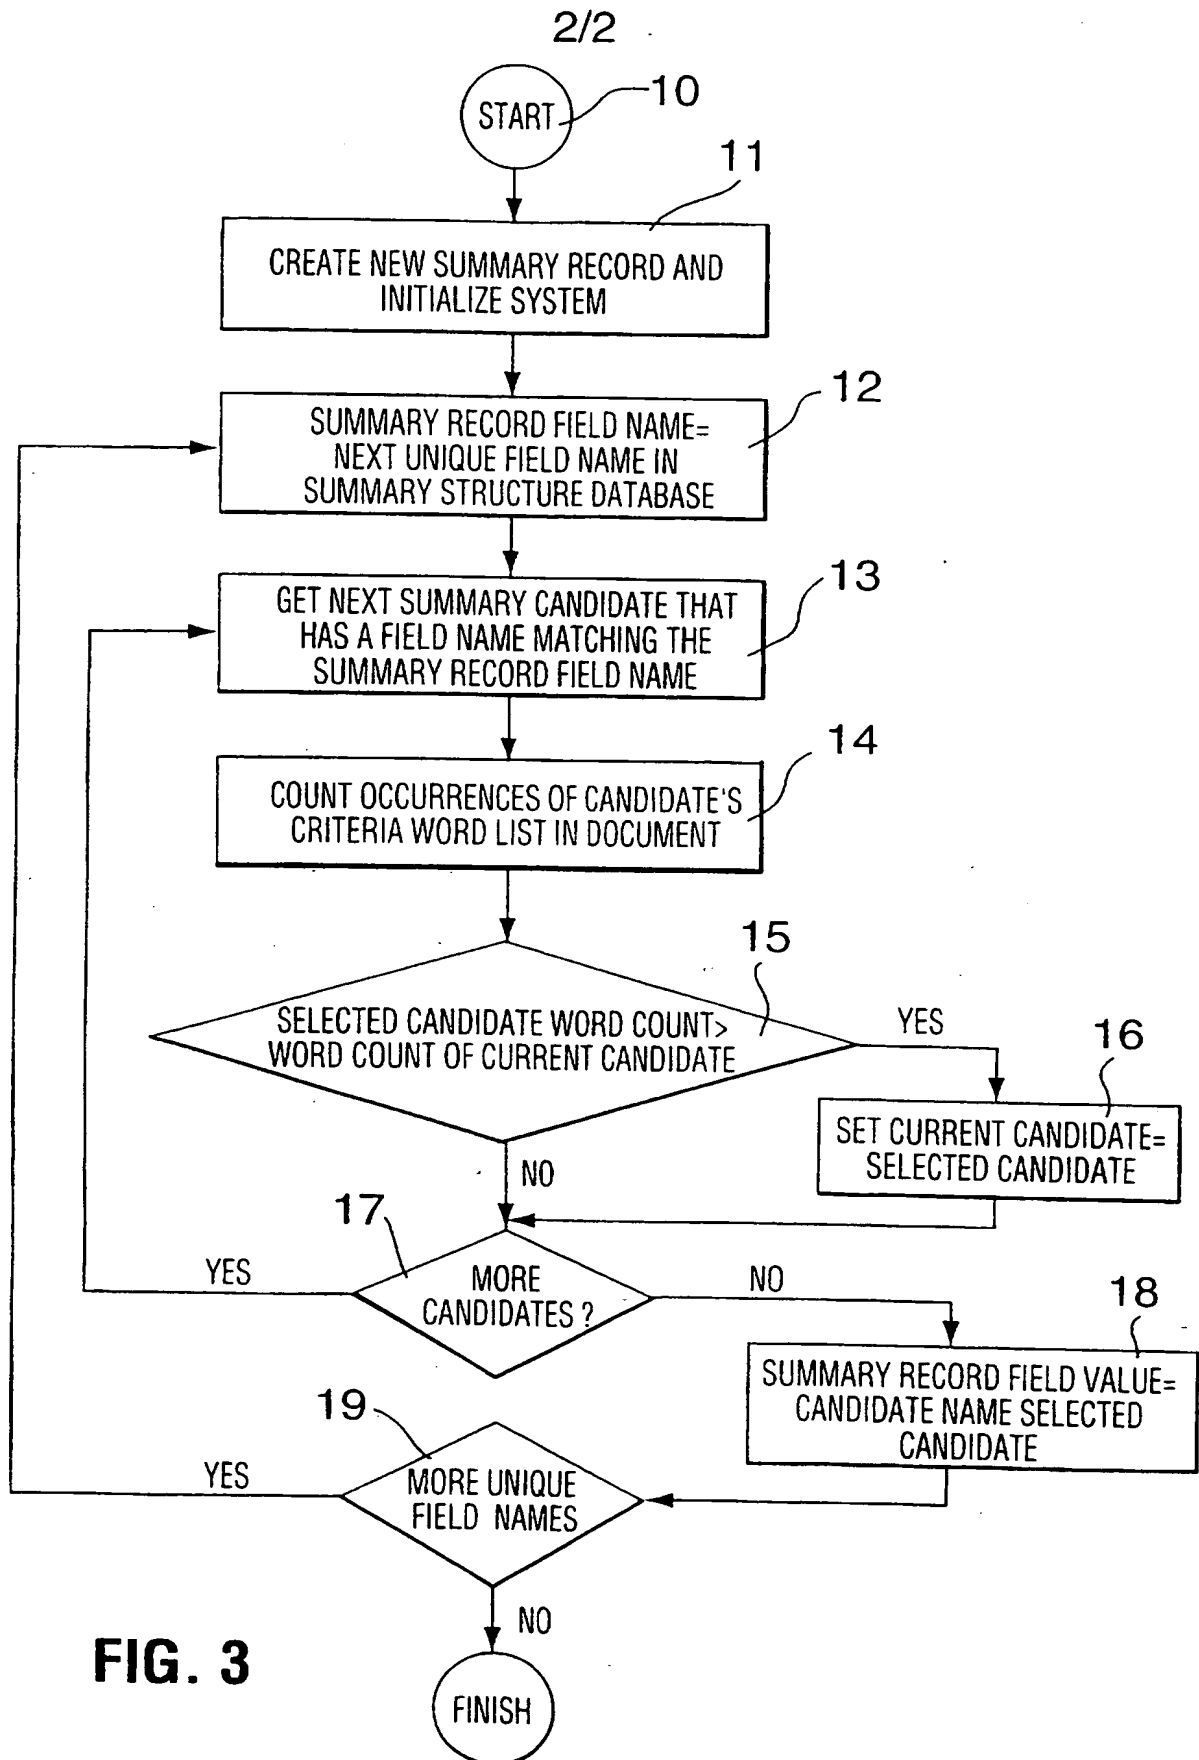 2/2
START
10
11
CREATE NEW SUMMARY RECORD AND
INITIALIZE SYSTEM
12
SUMMARY RECORD FIELD NAME=
NEXT UNIQUE FIELD NAME IN
SUMMARY STRUCTURE DATABASE
13
GET NEXT SUMMARY CANDIDATE THAT
HAS A FIELD NAME MATCHING THE
SUMMARY RECORD FIELD NAME
14
COUNT OCCURRENCES OF CANDIDATE'S
CRITERIA WORD LIST IN DOCUMENT
15
SELECTED CANDIDATE WORD COUNT>
WORD COUNT OF CURRENT CANDIDATE
YES
16
SET CURRENT CANDIDATE=
SELECTED CANDIDATE
NO
17
MORE
CANDIDATES ?
YES
NO
18
SUMMARY RECORD FIELD VALUE=
CANDIDATE NAME SELECTED
CANDIDATE
19
MORE UNIQUE
FIELD NAMES
YES
NO
FINISH
FIG. 3